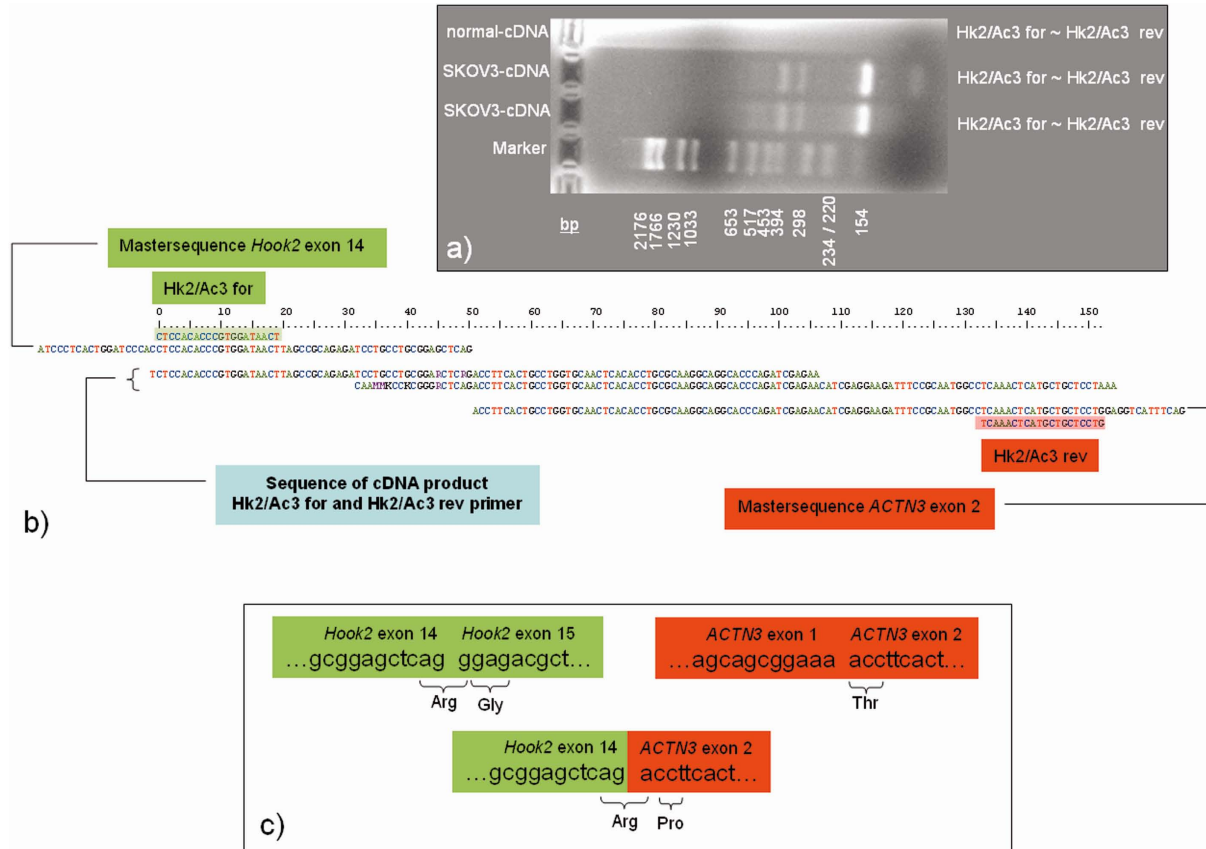 normal-cDNA
SKOV3-cDNA
SKOV3-cDNA
Marker
Hk2/Ac3 for ~ Hk2/Ac3 rev
Hk2/Ac3 for ~ Hk2/Ac3 rev
Hk2/Ac3 for ~ Hk2/Ac3 rev
bp
2176
1766
1230
1033
653
517
453
394
298
234 / 220
154
a)
Mastersequence Hook2 exon 14
Hk2/Ac3 for
0 10 20 30 40 50 60 70 80 90 100 110 120 130 140 150
CTCCACACCCGTGGATAACT
ATCCCTCACTGGATCCCACCTCCACACCCGTGGATAACTTAGCCGCAGAGATCCTGCCTGCGGAGCTCAG
TCTCCACACCCGTGGATAACTTAGCCGCAGAGATCCTGCCTGCGGARCTCRGACCTTCACTGCCTGGTGCAACTCACACCTGCGCAAGGCAGGCACCCAGATCGAGAA
CAAMMKCCKCGGGRCTCAGACCTTCACTGCCTGGTGCAACTCACACCTGCGCAAGGCAGGCACCCAGATCGAGAACATCGAGGAAGATTTCCGCAATGGCCTCAAACTCATGCTGCTCCTAAA
ACCTTCACTGCCTGGTGCAACTCACACCTGCGCAAGGCAGGCACCCAGATCGAGAACATCGAGGAAGATTTCCGCAATGGCCTCAAACTCATGCTGCTCCTGGAGGTCATTTCAG
TCAAACTCATGCTGCTCCTG
Hk2/Ac3 rev
Sequence of cDNA product
Hk2/Ac3 for and Hk2/Ac3 rev primer
Mastersequence ACTN3 exon 2
b)
Hook2 exon 14 Hook2 exon 15
...gcggagctcag ggagacgct...
Arg Gly
ACTN3 exon 1 ACTN3 exon 2
...agcagcggaaa accttcact...
Thr
Hook2 exon 14 ACTN3 exon 2
...gcggagctcag accttcact...
Arg Pro
c)